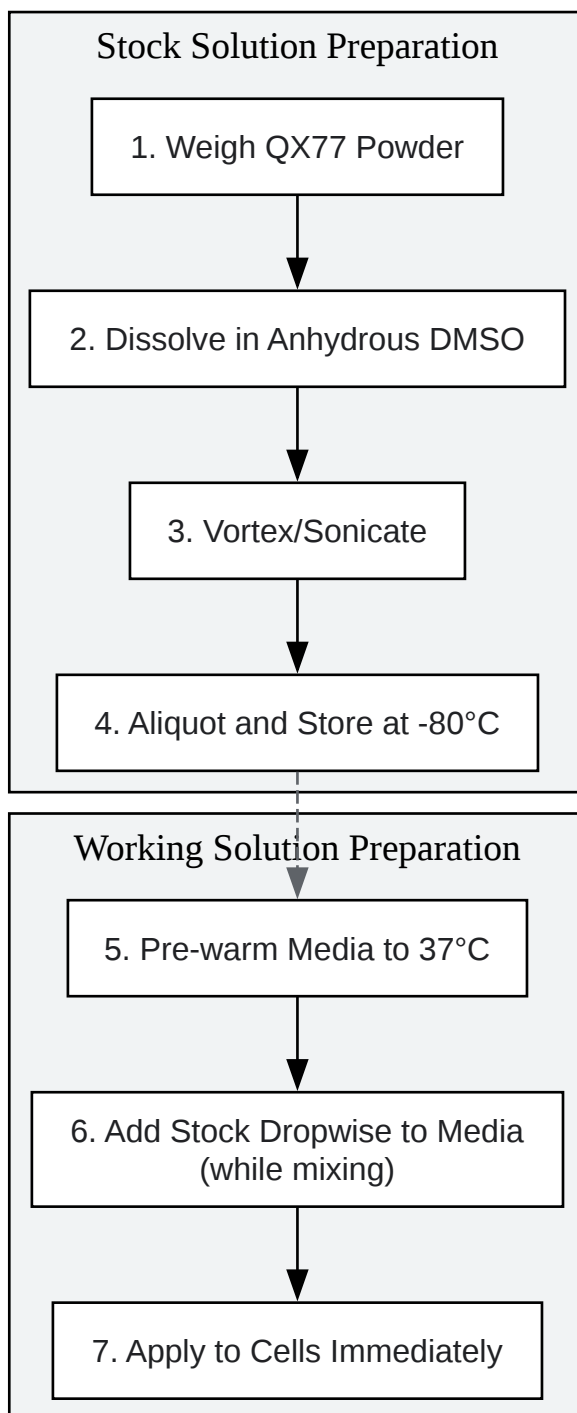 Stock Solution Preparation
1. Weigh QX77 Powder
2. Dissolve in Anhydrous DMSO
3. Vortex/Sonicate
4. Aliquot and Store at -80°C
Working Solution Preparation
5. Pre-warm Media to 37°C
6. Add Stock Dropwise to Media
(while mixing)
7. Apply to Cells Immediately